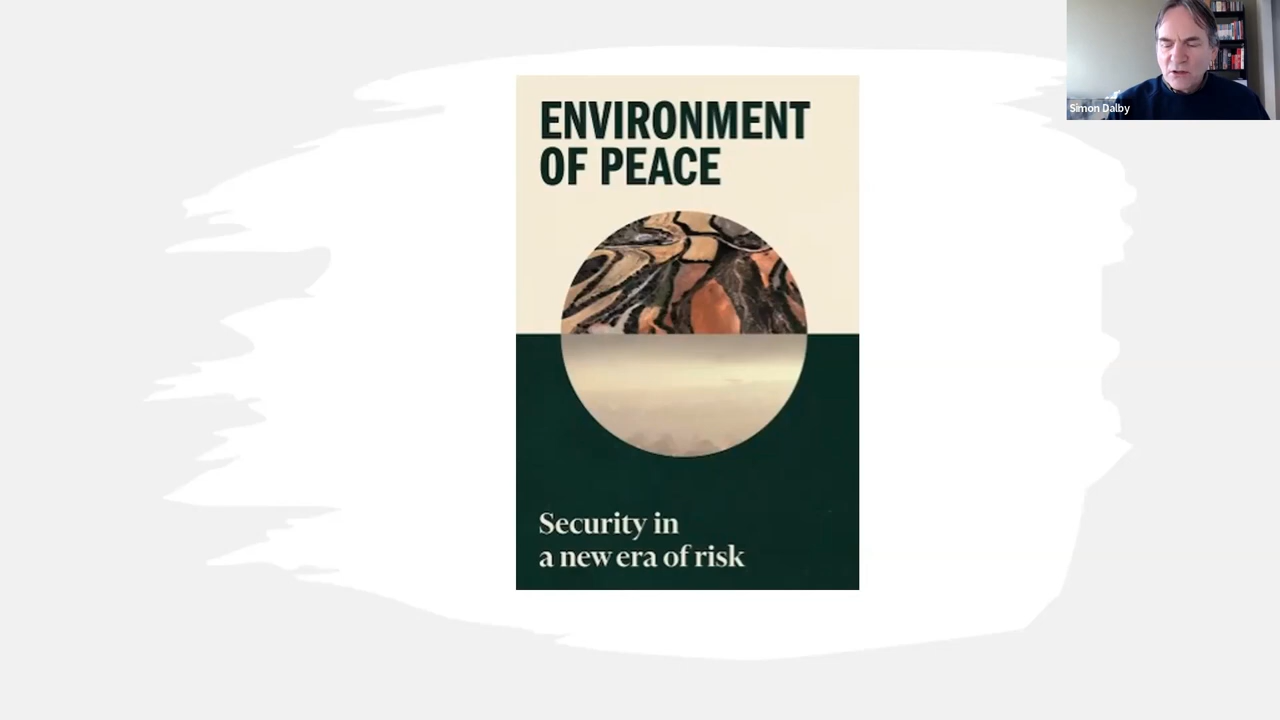 Simon Dalby
ENVIRONMENT
OF PEACE
Security in
a new era of risk